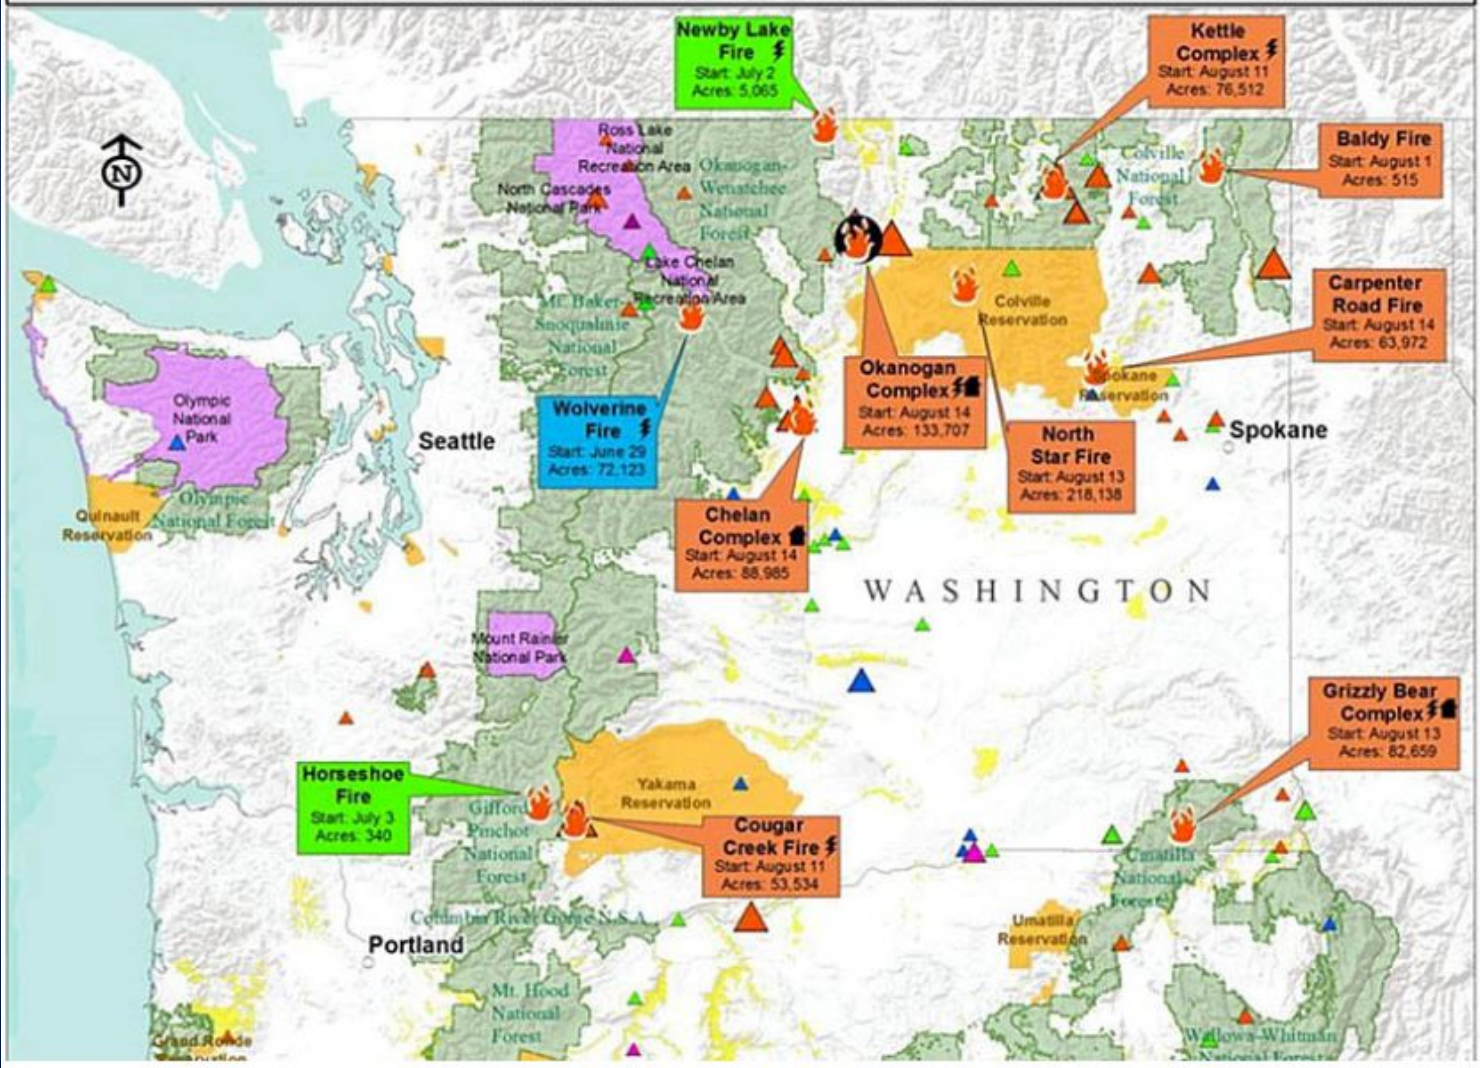 Newby Lake
Fire
Start: July 2
Acres: 5,065
Kettle
Complex
Start: August 11
Acres: 76,512
Baldy Fire
Start: August 1
Acres: 515
N
Ross Lake
National
Recreation Area
North Cascades
National Park
Okanogan-
Wenatchee
National
Forest
Colville
National
Forest
Lake Chelan
National
Recreation Area
Mt. Baker-
Snoqualmie
National
Forest
Colville
Reservation
Carpenter
Road Fire
Start: August 14
Acres: 63,972
Okanogan
Complex
Start: August 14
Acres: 133,707
Spokane
Reservation
Olympic
National
Park
Seattle
Wolverine
Fire
Start: June 29
Acres: 72,123
North
Star Fire
Start: August 13
Acres: 218,138
Spokane
Quinault
Reservation
Olympic
National Forest
Chelan
Complex
Start: August 14
Acres: 88,985
WASHINGTON
Mount Rainier
National Park
Grizzly Bear
Complex
Start: August 13
Acres: 82,659
Horseshoe
Fire
Start: July 3
Acres: 340
Yakama
Reservation
Gifford
Pinchot
National
Forest
Cougar
Creek Fire
Start: August 11
Acres: 53,534
Umatilla
National
Forest
Columbia River Gorge N.S.A.
Portland
Umatilla
Reservation
Mt. Hood
National
Forest
Grand Ronde
Reservation
Wallowa-Whitman
National Forest